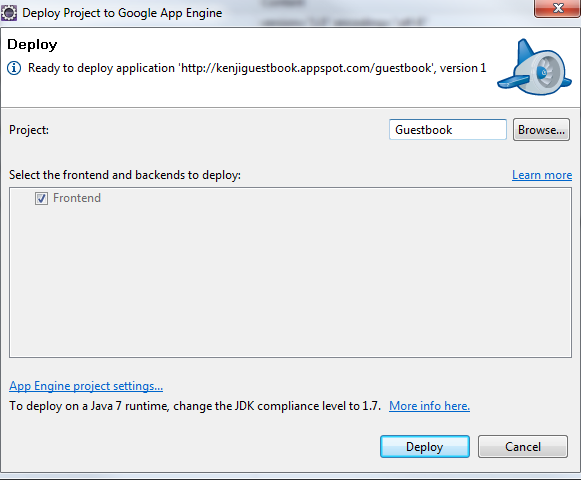 Deploy Project to Google App Engine
Deploy
Ready to deploy application 'http://kenjiguestbook.appspot.com/guestbook', version 1
Project:
Guestbook
Browse...
Select the frontend and backends to deploy:
Learn more
Frontend
App Engine project settings...
To deploy on a Java 7 runtime, change the JDK compliance level to 1.7. More info here.
Deploy
Cancel